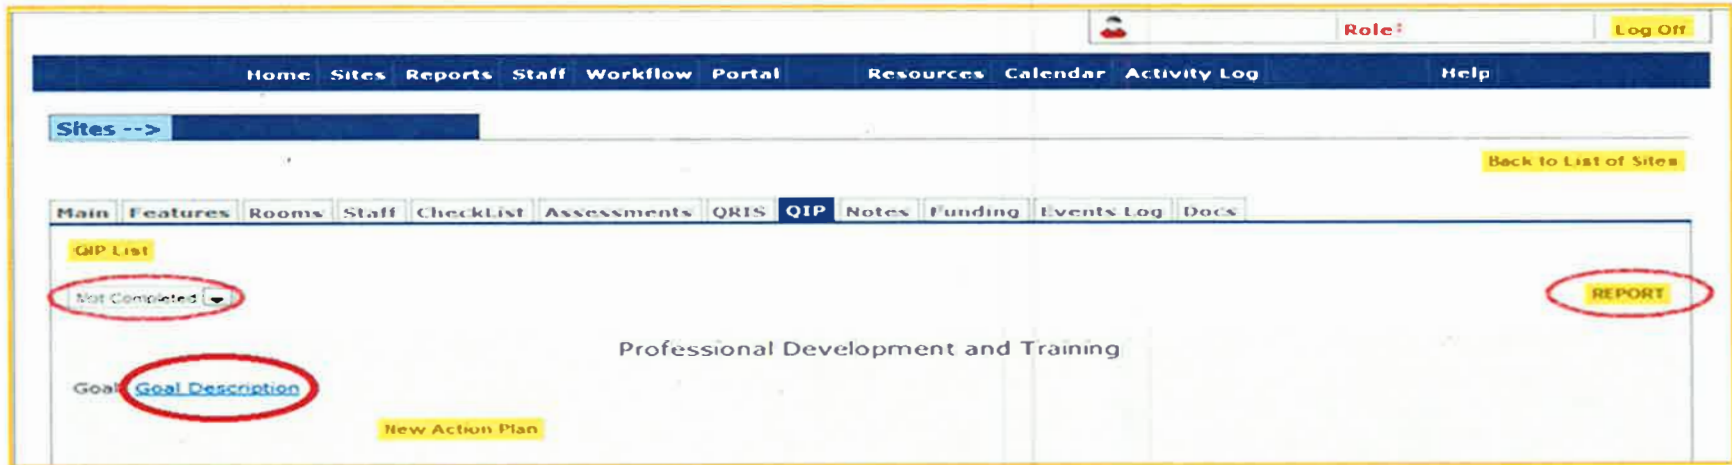 Role: Log Off
Home Sites Reports Staff Workflow Portal Resources Calendar Activity Log Help
Sites -->
Back to List of Sites
Main Features Rooms Staff CheckList Assessments QRIS QIP Notes Funding Events Log Docs
QIP List
Not Completed
REPORT
Professional Development and Training
Goal Goal Description
New Action Plan